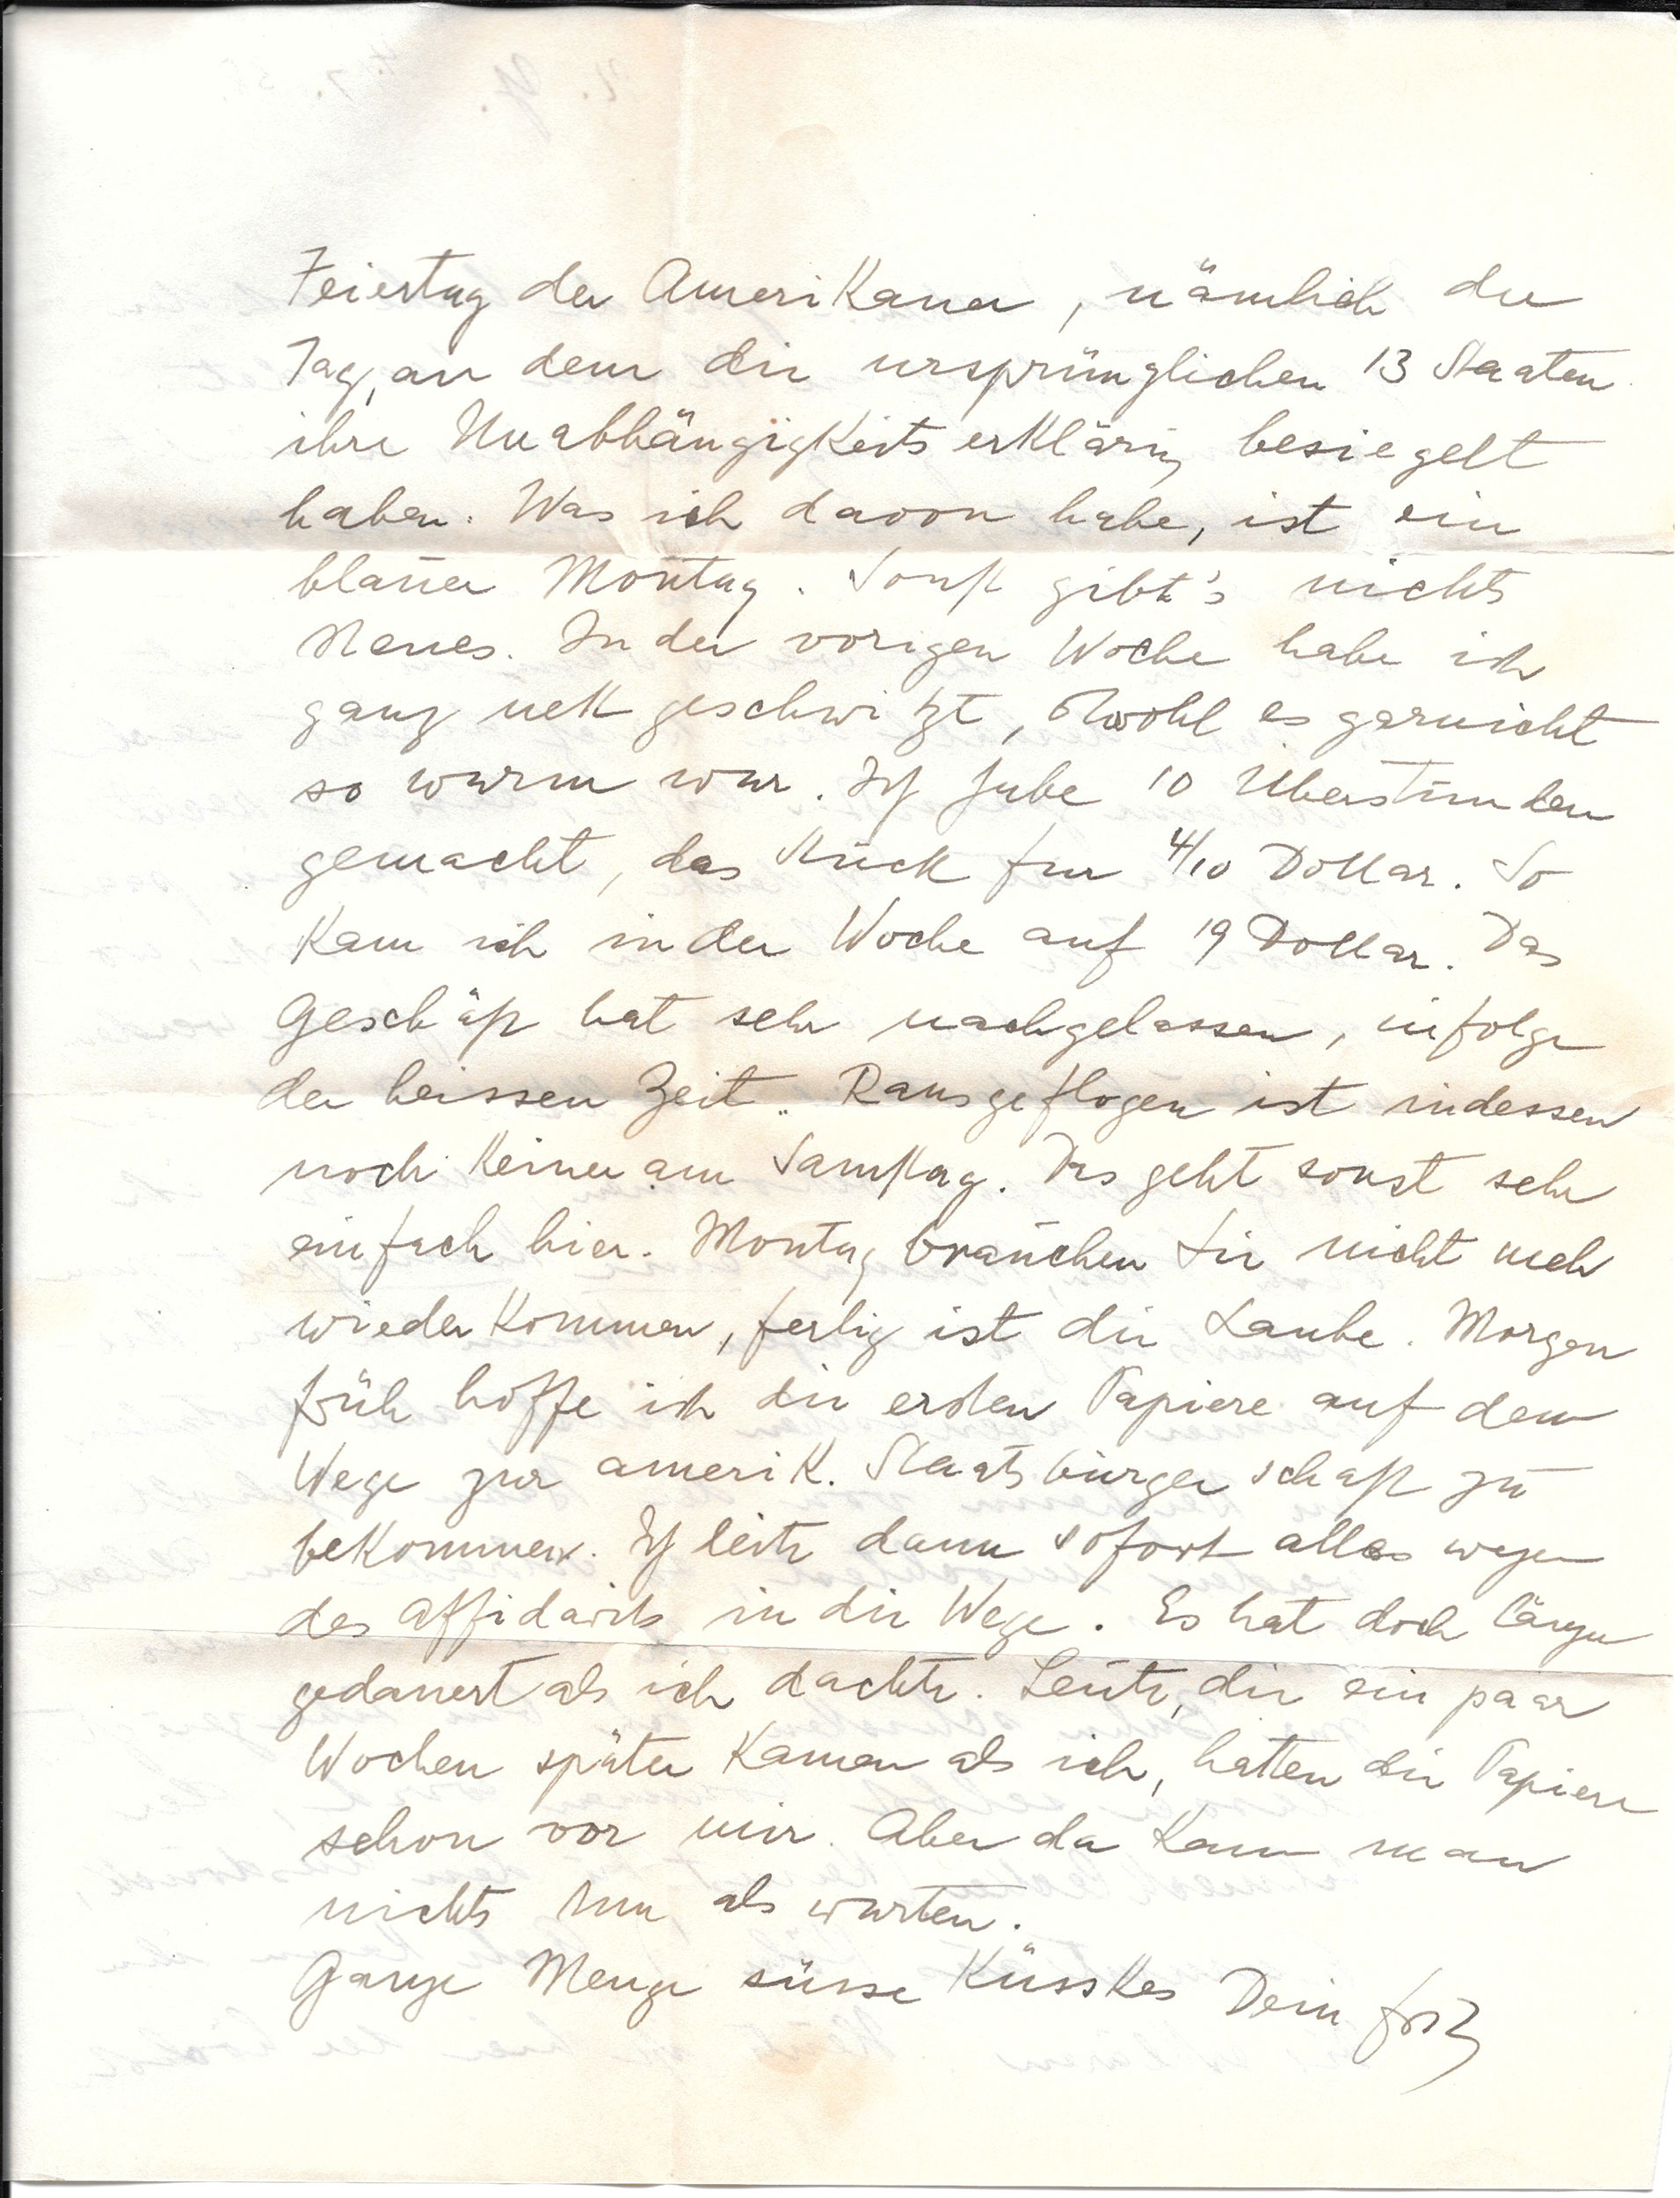 Feiertag der Amerikaner, nämlich der
Tag, an dem die ursprünglichen 13 Staaten
ihre Unabhängigkeitserklärung besiegelt
haben. Was ich davon habe, ist ein
blauer Montag. Sonst gibt's nichts
Neues. In der vorigen Woche habe ich
ganz nett geschwitzt, obwohl es garnicht
so warm war. Ich habe 10 Überstunden
gemacht, das Stück für 4/10 Dollar. So
kam ich in der Woche auf 19 Dollar. Das
Geschäft hat sehr nachgelassen, infolge
der heissen Zeit. Rausgeflogen ist indessen
noch keiner am Samstag. Das geht sonst sehr
einfach hier. Montag brauchen Sie nicht mehr
wieder kommen, fertig ist die Laube. Morgen
früh hoffe ich die ersten Papiere auf dem
Wege zur amerik. Staatsbürgerschaft zu
bekommen. Ich leite dann sofort alles wegen
des Affidavits in die Wege. Es hat doch länger
gedauert als ich dachte. Leute, die ein paar
Wochen später kamen als ich, hatten die Papiere
schon vor mir. Aber da kann man
nichts tun als warten.
Ganze Menge süsse Küsskes Dein